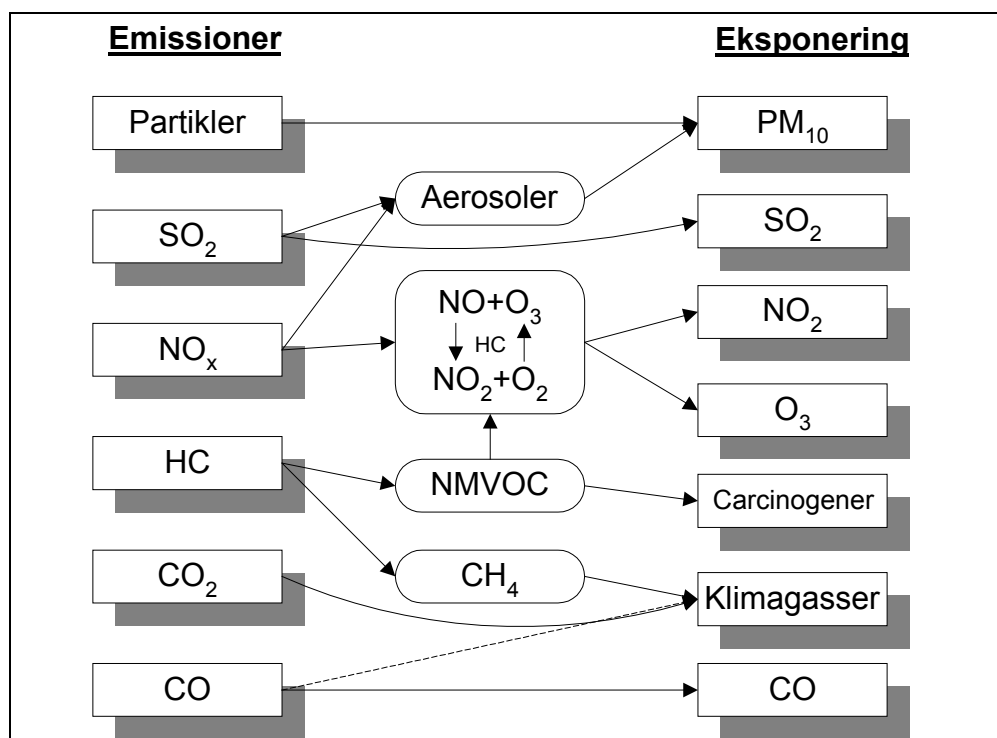 Emissioner
Eksponering
Partikler
PM₁₀
Aerosoler
SO₂
SO₂
NO+O₃
HC
NO₂+O₂
NOₓ
NO₂
O₃
HC
NMVOC
Carcinogener
CO₂
CH₄
Klimagasser
CO
CO